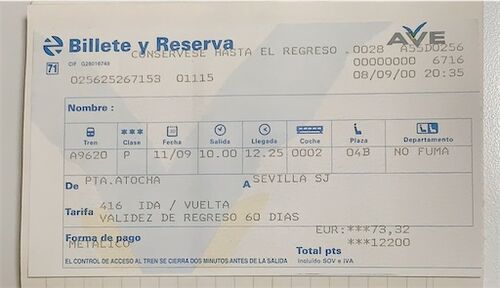 Billete y Reserva
AVE
CONSERVESE HASTA EL REGRESO .0028 A55D0256
71 CIF G28016749 00000000 6716
025625267153 01115 08/09/00 20:35
Nombre :
Tren Clase Fecha Salida Llegada Coche Plaza Departamento
A9620 P 11/09 10.00 12.25 0002 04B NO FUMA
De PTA.ATOCHA A SEVILLA SJ
Tarifa 416 IDA / VUELTA
VALIDEZ DE REGRESO 60 DIAS
EUR:***73,32
Forma de pago ***12200
METALICO Total pts
EL CONTROL DE ACCESO AL TREN SE CIERRA DOS MINUTOS ANTES DE LA SALIDA Incluido SOV e IVA